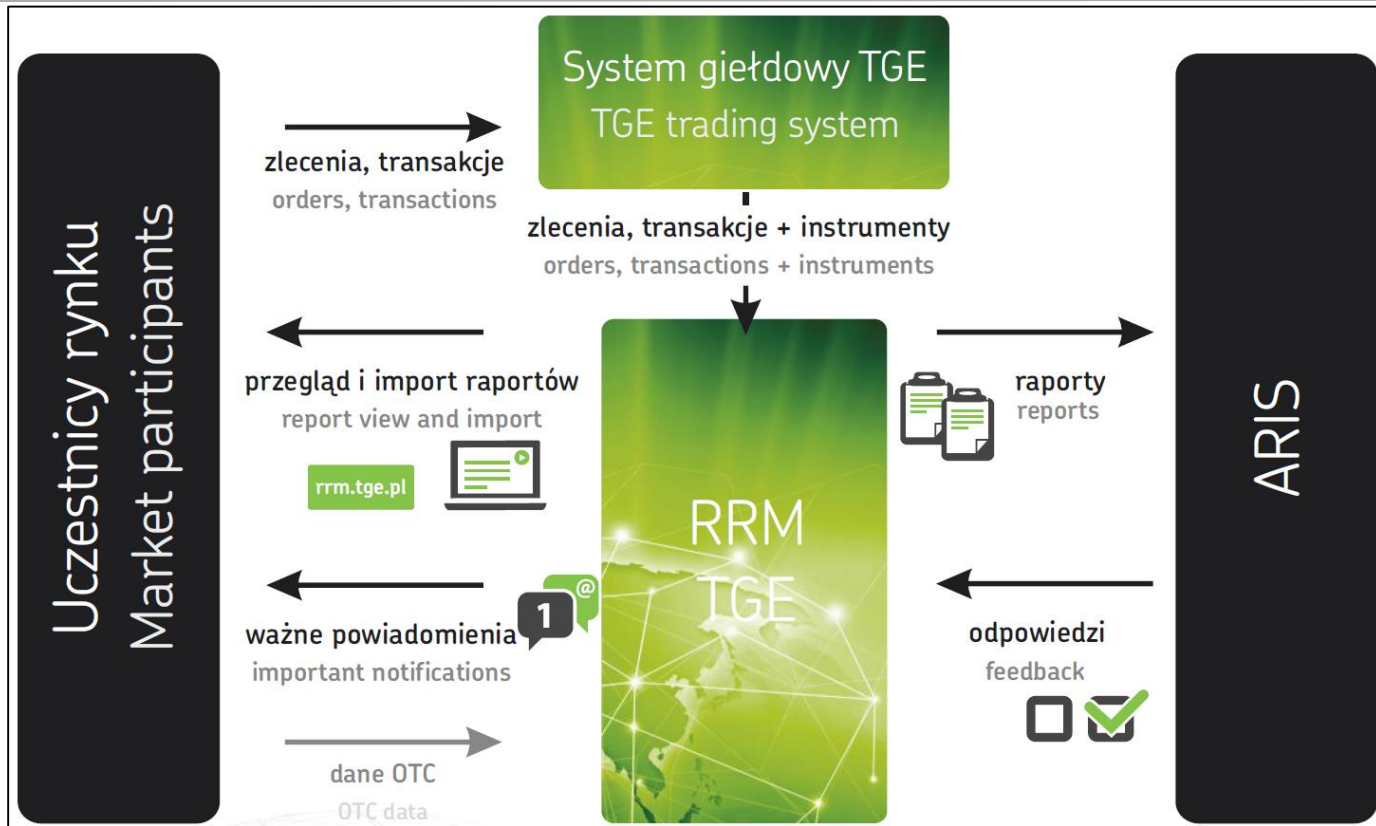 Uczestnicy rynku
Market participants
zlecenia, transakcje
orders, transactions
System giełdowy TGE
TGE trading system
zlecenia, transakcje + instrumenty
orders, transactions + instruments
przegląd i import raportów
report view and import
rrm.tge.pl
ważne powiadomienia
important notifications
1
@
dane OTC
OTC data
RRM
TGE
raporty
reports
odpowiedzi
feedback
ARIS